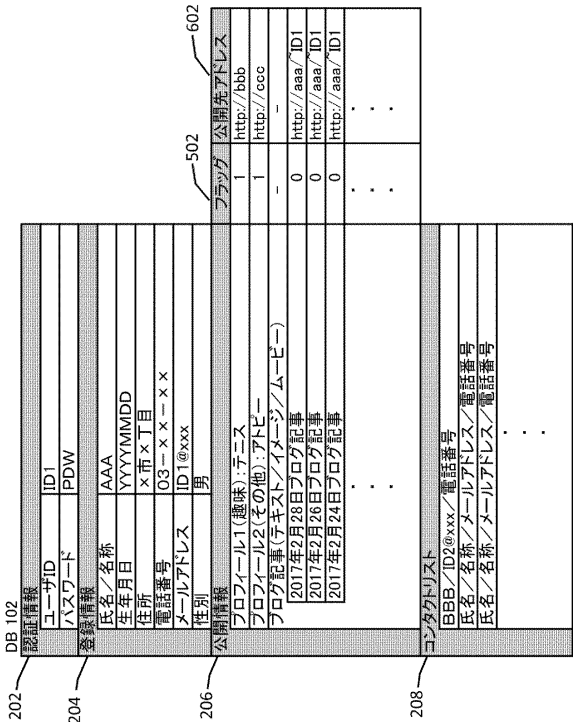 DB 102
202
認証情報
ユーザID ID1
パスワード PDW
204
登録情報
氏名/名称 AAA
生年月日 YYYYMMDD
住所 ×市×丁目
電話番号 03-××-××
メールアドレス ID1@xxx
性別 男
206
公開情報
502
フラッグ
602
公開先アドレス
プロフィール1(趣味):テニス 1 http://bbb
プロフィール2(その他):アトピー 1 http://ccc
ブログ記事(テキスト/イメージ/ムービー) - -
2017年2月28日ブログ記事 0 http://aaa/~ID1
2017年2月26日ブログ記事 0 http://aaa/~ID1
2017年2月24日ブログ記事 0 http://aaa/~ID1
208
コンタクトリスト
BBB/ID2@xxx/電話番号
氏名/名称/メールアドレス/電話番号
氏名/名称/メールアドレス/電話番号